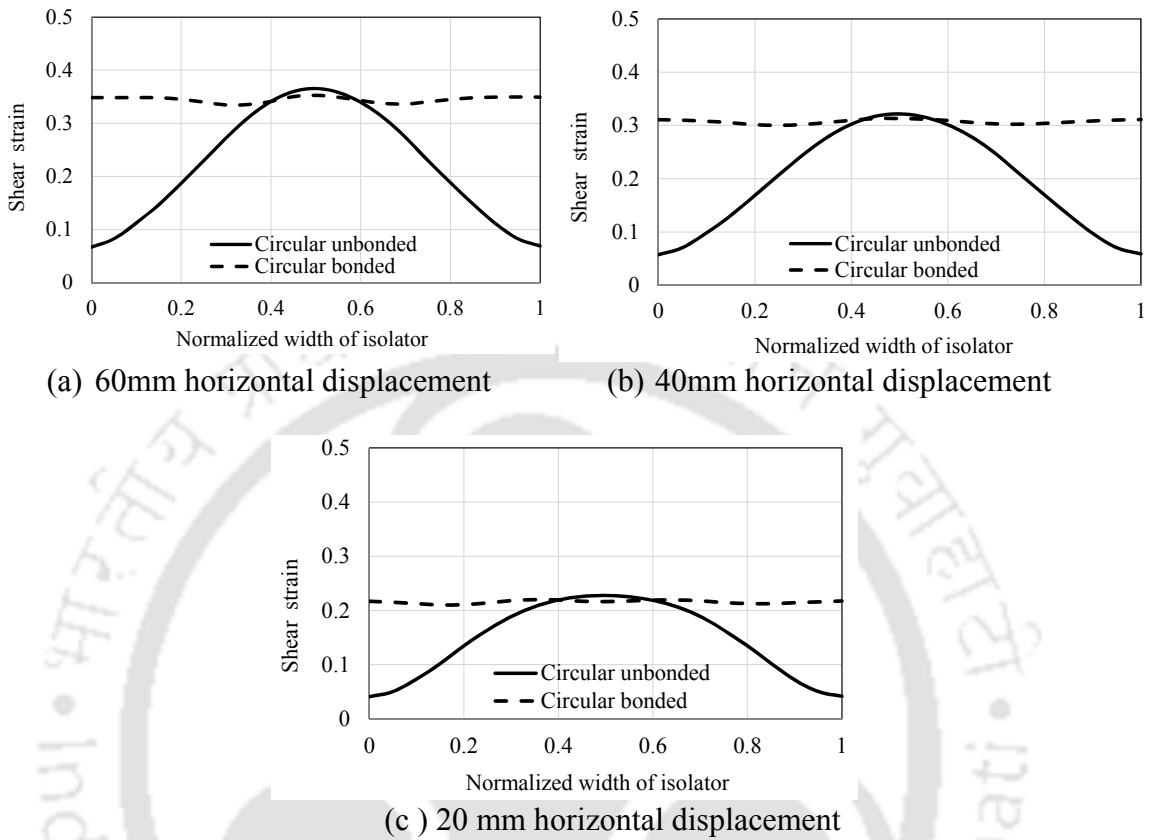 0.5
0.4
0.3
0.2
0.1
0
Shear strain
Circular unbonded
Circular bonded
0 0.2 0.4 0.6 0.8 1
Normalized width of isolator
(a) 60mm horizontal displacement
0.5
0.4
0.3
0.2
0.1
0
Shear strain
Circular unbonded
Circular bonded
0 0.2 0.4 0.6 0.8 1
Normalized width of isolator
(b) 40mm horizontal displacement
0.5
0.4
0.3
0.2
0.1
0
Shear strain
Circular unbonded
Circular bonded
0 0.2 0.4 0.6 0.8 1
Normalized width of isolator
(c ) 20 mm horizontal displacement
भारतीय